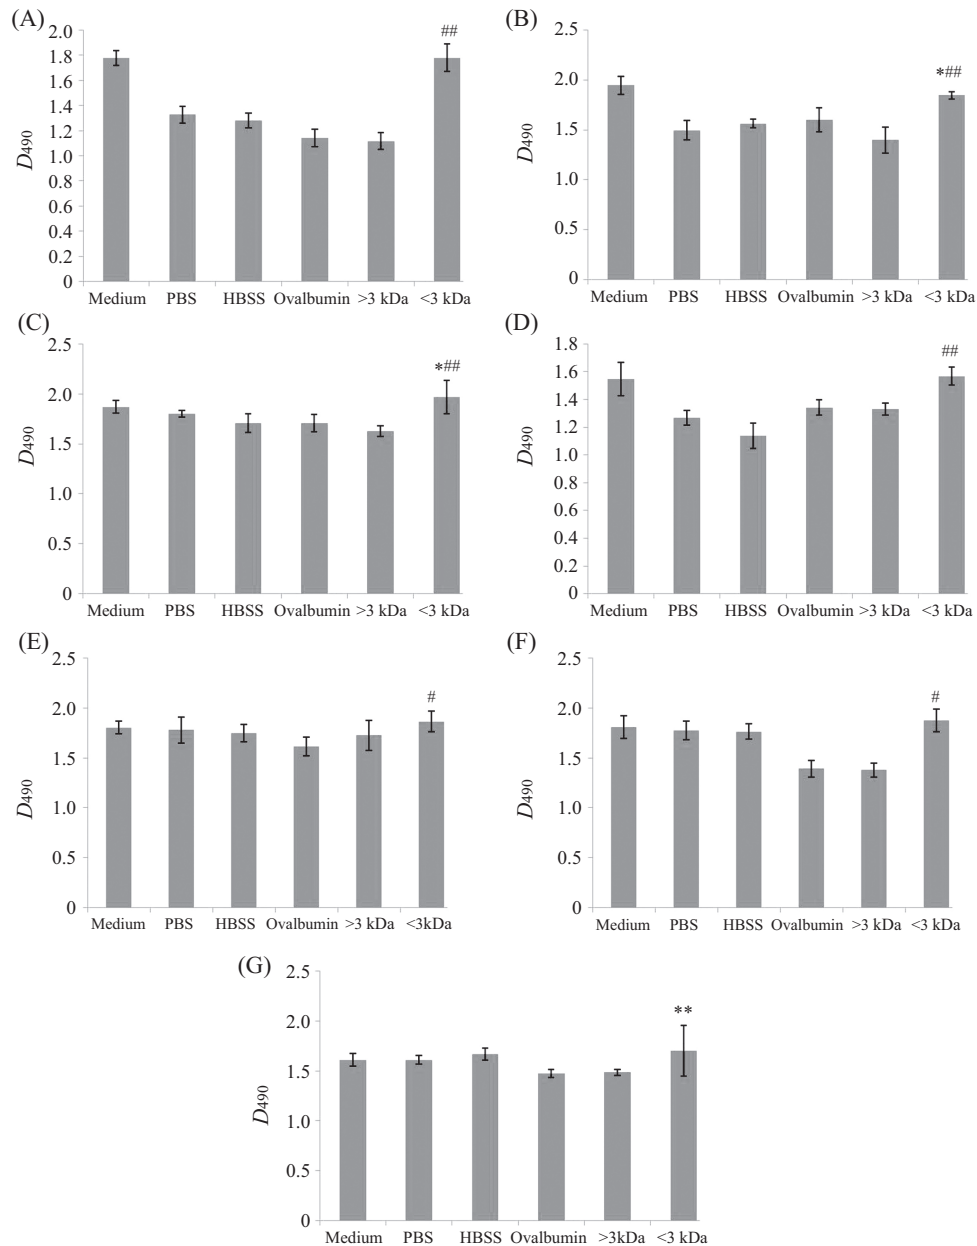 (A)
2.0
1.8
1.6
1.4
1.2
1.0
0.8
0.6
0.4
0.2
0
D490
##
Medium PBS HBSS Ovalbumin >3 kDa <3 kDa
(B)
2.5
2.0
1.5
1.0
0.5
0
D490
*##
Medium PBS HBSS Ovalbumin >3 kDa <3 kDa
(C)
2.5
2.0
1.5
1.0
0.5
0
D490
*##
Medium PBS HBSS Ovalbumin >3 kDa <3 kDa
(D)
1.8
1.6
1.4
1.2
1.0
0.8
0.6
0.4
0.2
0
D490
##
Medium PBS HBSS Ovalbumin >3 kDa <3 kDa
(E)
2.5
2.0
1.5
1.0
0.5
0
D490
#
Medium PBS HBSS Ovalbumin >3 kDa <3kDa
(F)
2.5
2.0
1.5
1.0
0.5
0
D490
#
Medium PBS HBSS Ovalbumin >3 kDa <3 kDa
(G)
2.5
2.0
1.5
1.0
0.5
0
D490
**
Medium PBS HBSS Ovalbumin >3kDa <3 kDa